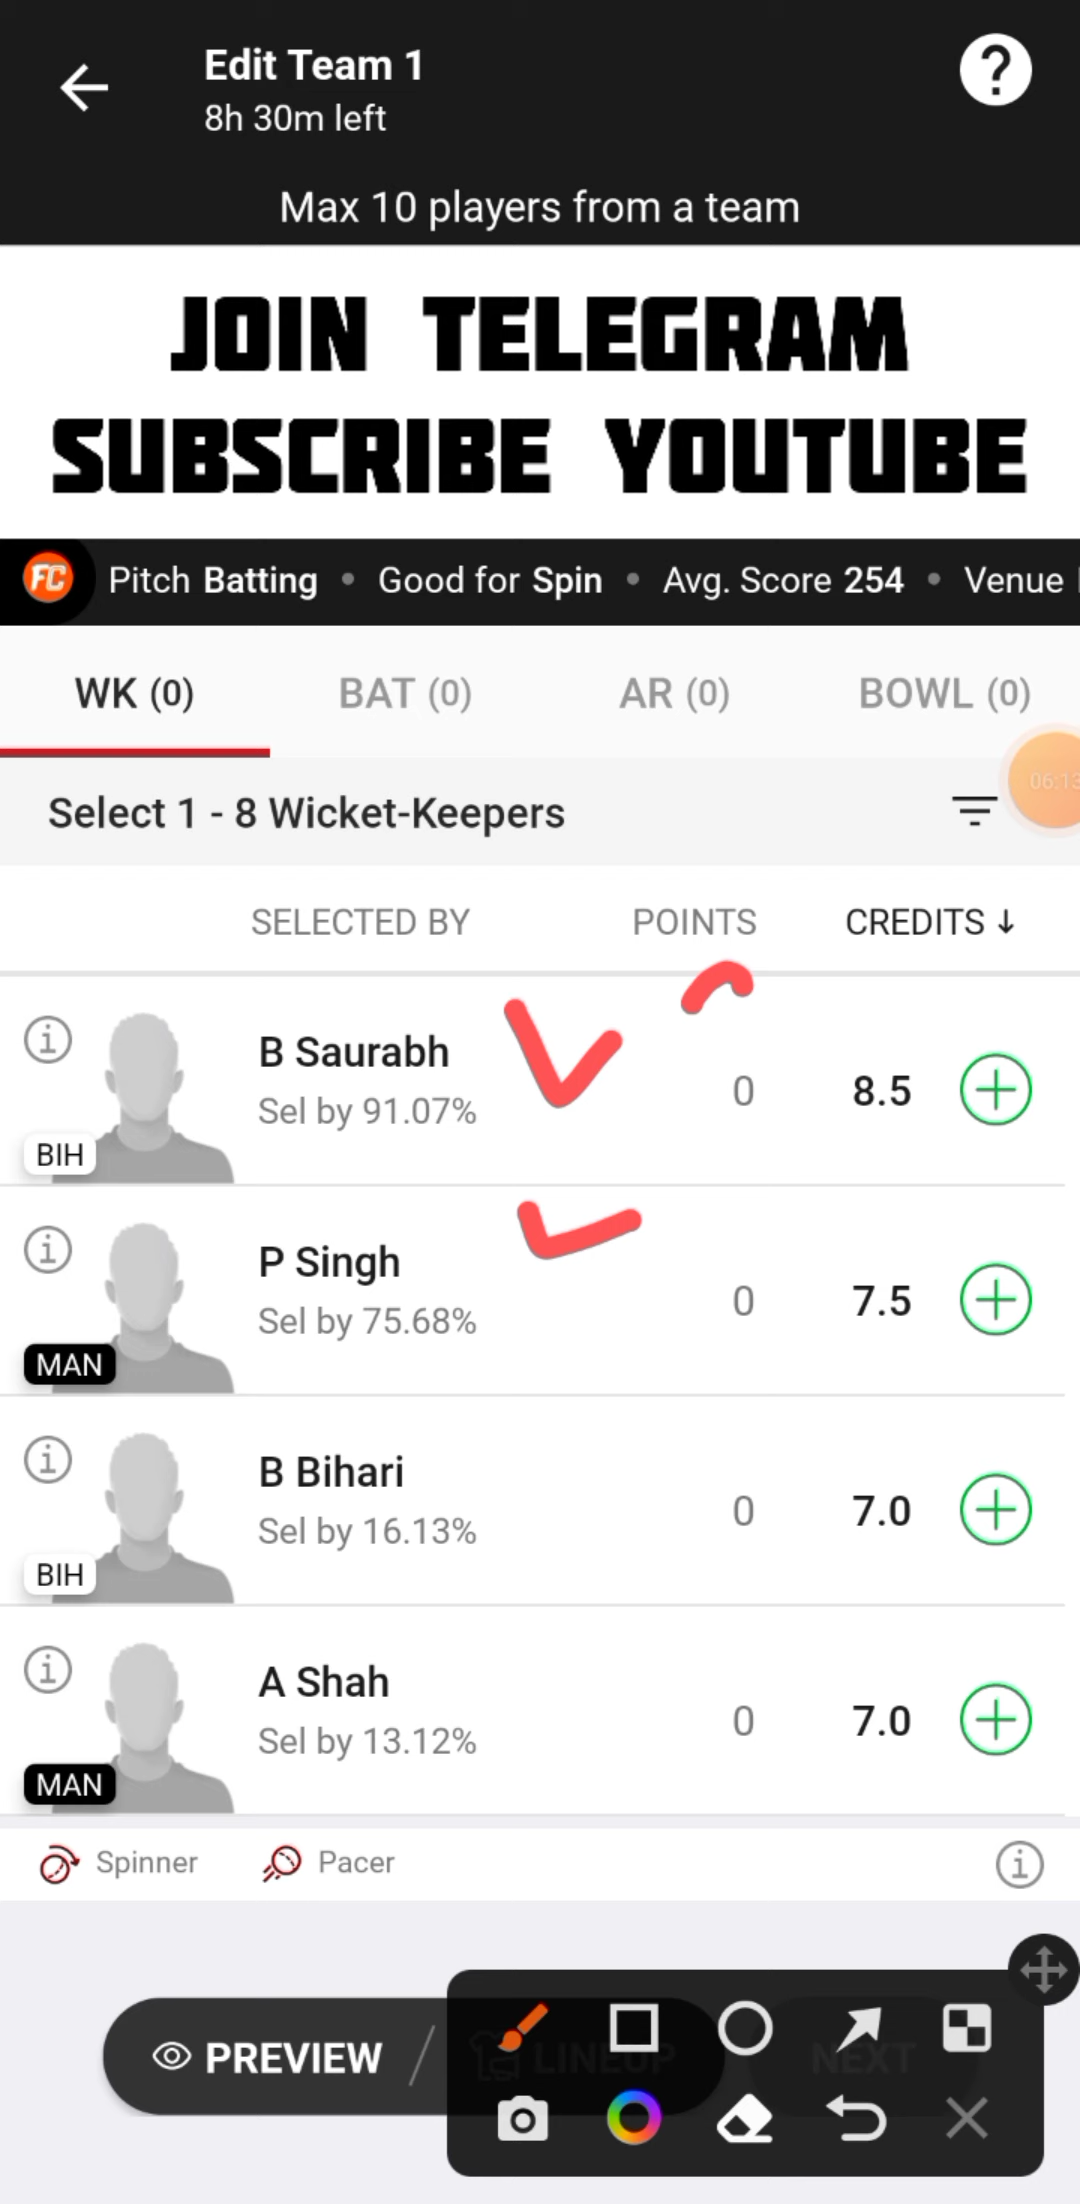 Edit Team 1
8h 30m left
?
Max 10 players from a team
JOIN TELEGRAM
SUBSCRIBE YOUTUBE
FC Pitch Batting • Good for Spin • Avg. Score 254 • Venue
WK (0) BAT (0) AR (0) BOWL (0)
06:13
Select 1 - 8 Wicket-Keepers
SELECTED BY POINTS CREDITS ↓
B Saurabh
Sel by 91.07%
0 8.5
BIH
P Singh
Sel by 75.68%
0 7.5
MAN
B Bihari
Sel by 16.13%
0 7.0
BIH
A Shah
Sel by 13.12%
0 7.0
MAN
Spinner Pacer
PREVIEW / LINEUP NEXT